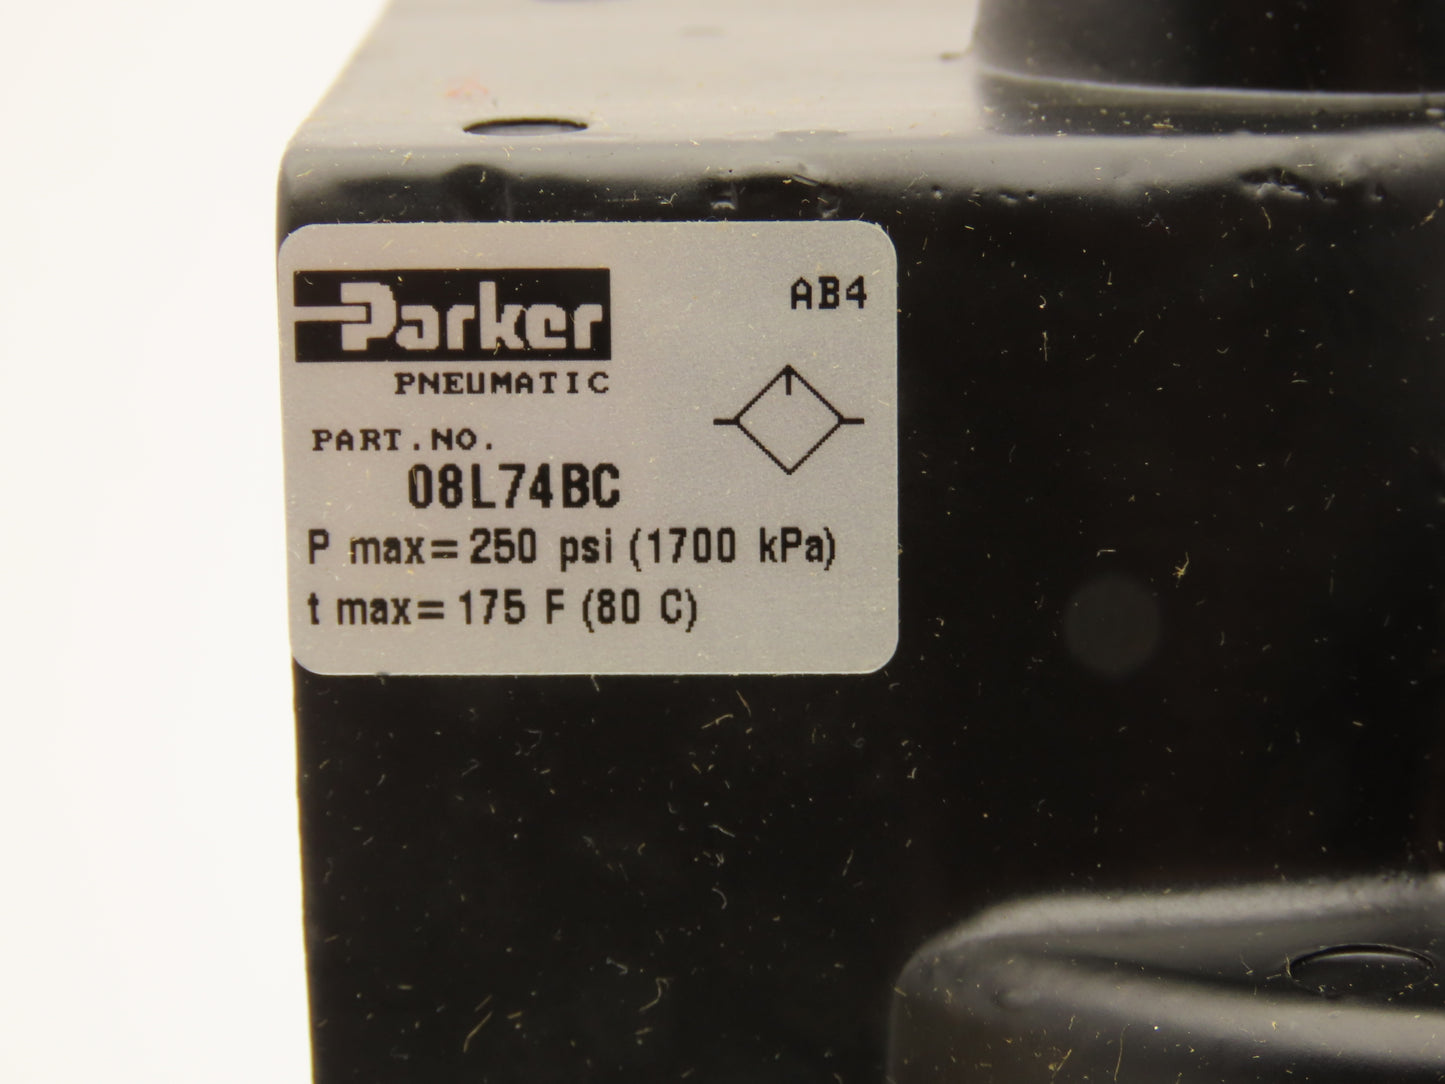 Parker
AB4
PNEUMATIC
PART.NO.
08L74BC
P max= 250 psi (1700 kPa)
t max= 175 F (80 C)